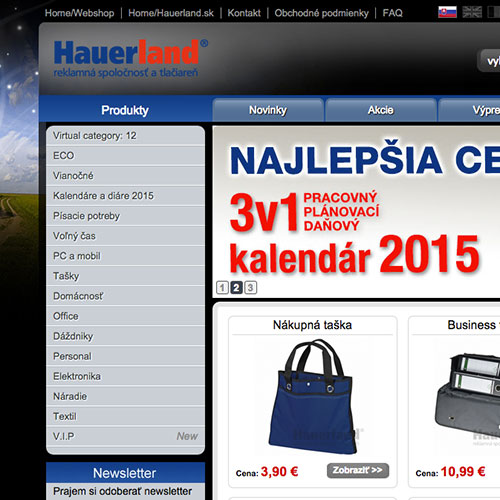 Home/Webshop | Home/Hauerland.sk | Kontakt | Obchodné podmienky | FAQ
Hauerland®
reklamná spoločnosť a tlačiareň
Produkty
Novinky
Akcie
Virtual category: 12
ECO
Vianočné
Kalendáre a diáre 2015
Písacie potreby
Voľný čas
PC a mobil
Tašky
Domácnosť
Office
Dáždniky
Personal
Elektronika
Náradie
Textil
V.I.P New
Newsletter
Prajem si odoberať newsletter
NAJLEPŠIA CE
3v1
PRACOVNÝ
PLÁNOVACÍ
DAŇOVÝ
kalendár 2015
1 2 3
Nákupná taška
Hauerland
Cena: 3,90 €
Zobraziť >>
Business
Cena: 10,99 €